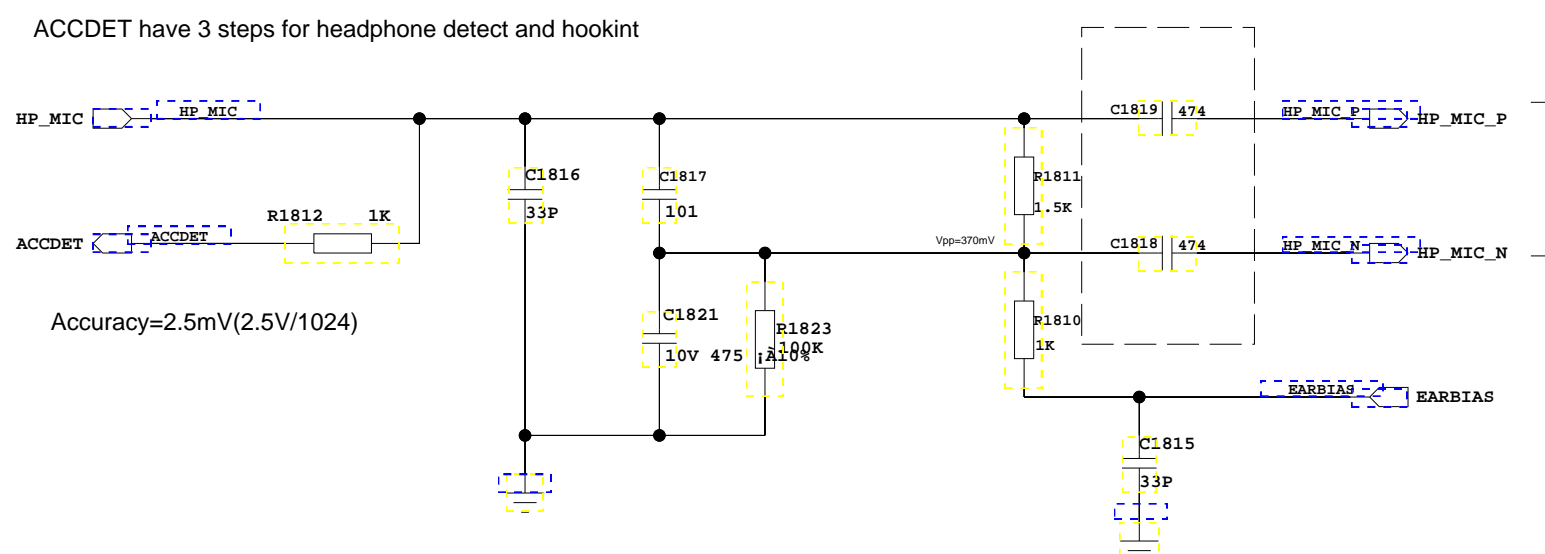 ACCDET have 3 steps for headphone detect and hookint
HP_MIC HP_MIC
C1819 474 HP_MIC_P HP_MIC_P
C1816 33P
C1817 101
R1811 1.5K
R1812 1K
ACCDET ACCDET
Vpp=370mV
C1818 474 HP_MIC_N HP_MIC_N
Accuracy=2.5mV(2.5V/1024)
C1821
10V 475 ¡À10%
R1823
100K
R1810
1K
EARBIAS EARBIAS
C1815
33P